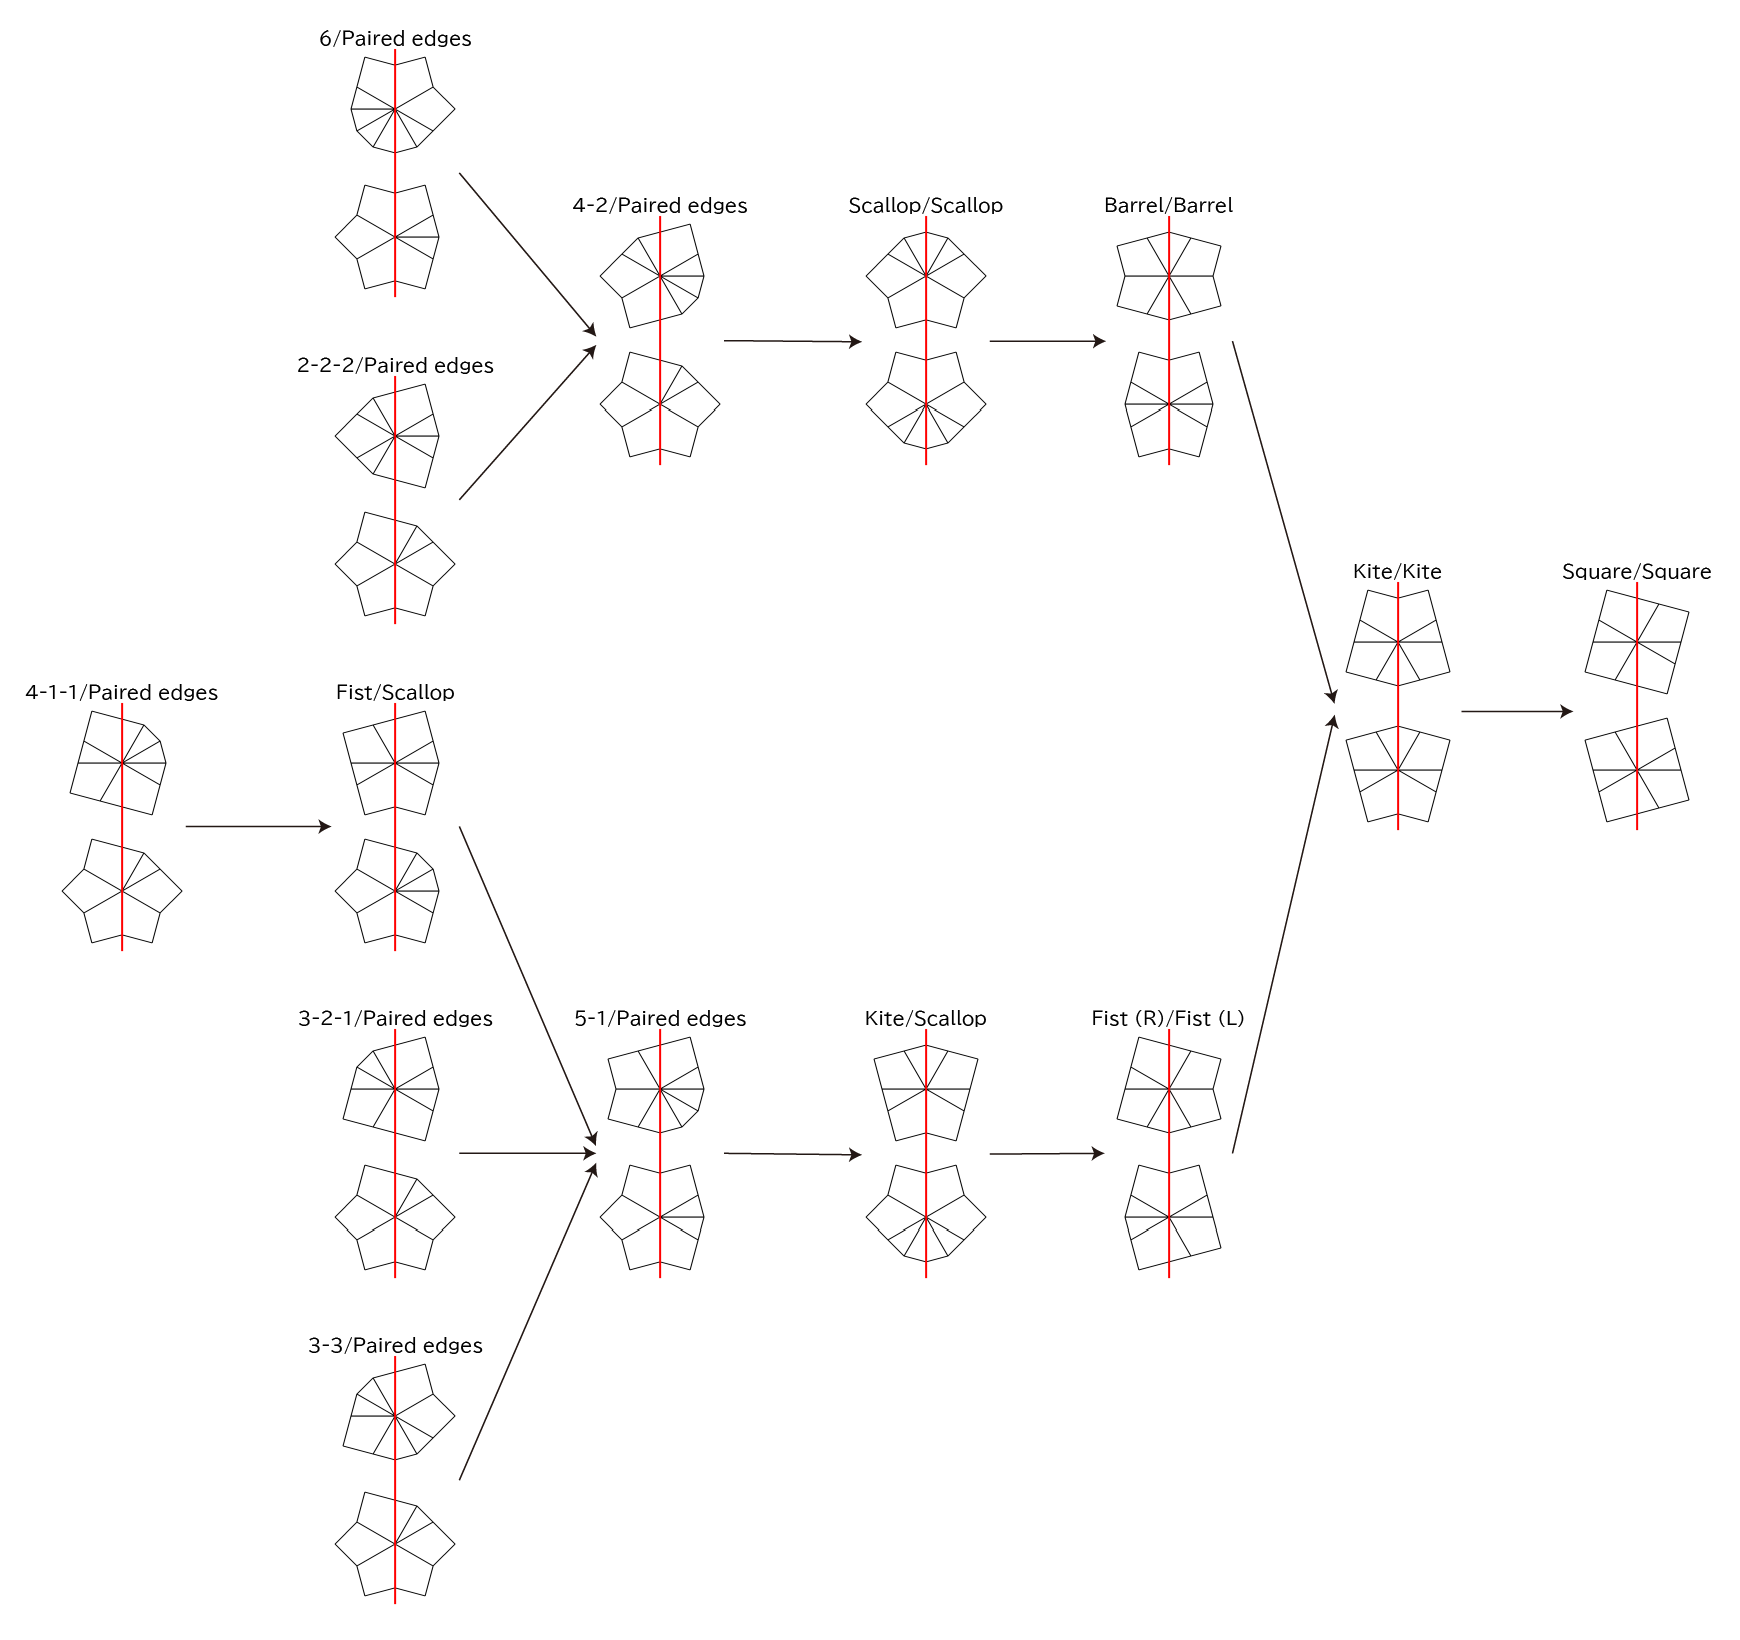 6/Paired edges
4-2/Paired edges
Scallop/Scallop
Barrel/Barrel
2-2-2/Paired edges
Kite/Kite
Square/Square
4-1-1/Paired edges
Fist/Scallop
3-2-1/Paired edges
5-1/Paired edges
Kite/Scallop
Fist (R)/Fist (L)
3-3/Paired edges